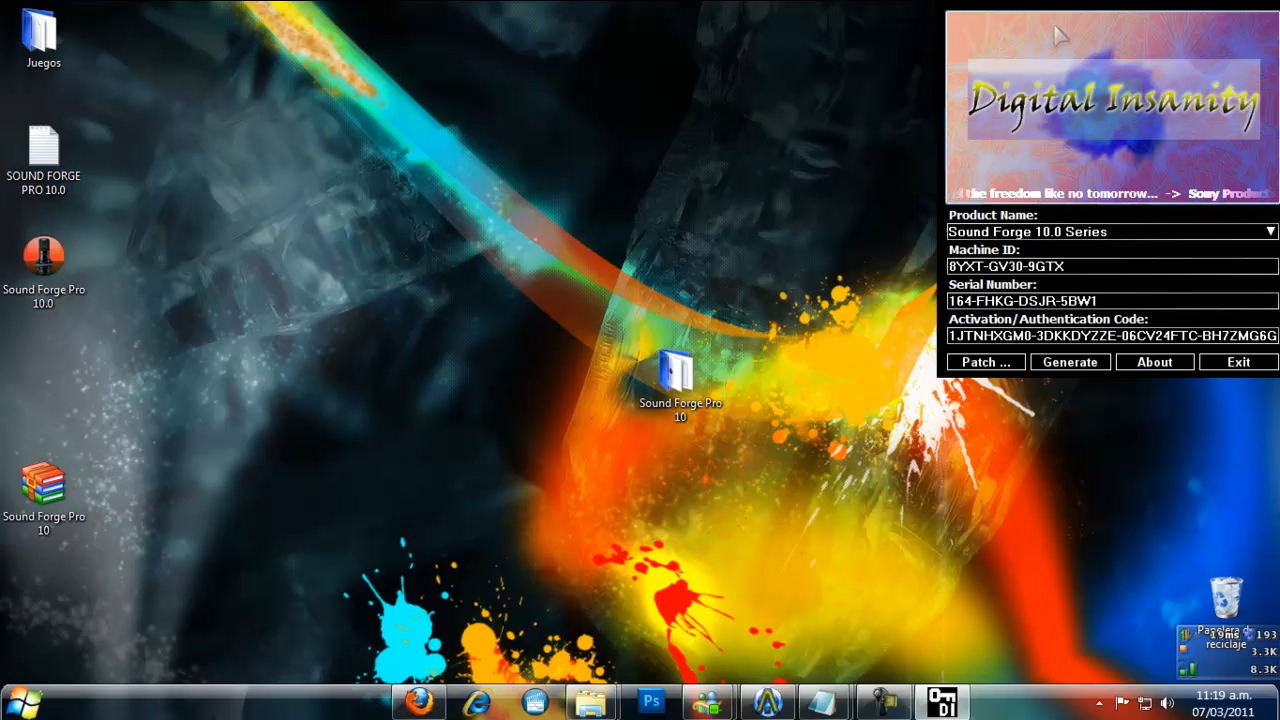 Juegos
SOUND FORGE
PRO 10.0
Sound Forge Pro
10.0
Sound Forge Pro
10
Sound Forge Pro
10
Digital Insanity
the freedom like no tomorrow... -> Sony Product
Product Name:
Sound Forge 10.0 Series
Machine ID:
8YXT-GV30-9GTX
Serial Number:
164-FHKG-DSJR-5BW1
Activation/Authentication Code:
1JTNHXGM0-3DKKDYZZE-06CV24FTC-BH7ZMG6G
Patch ...
Generate
About
Exit
reciclaje
19ms
193
3.3K
8.3K
Ps
DI
11:19 a.m.
07/03/2011